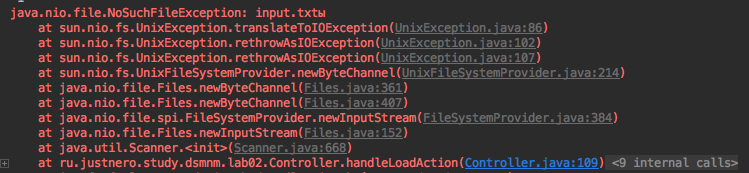 java.nio.file.NoSuchFileException: input.txtы
at sun.nio.fs.UnixException.translateToIOException(UnixException.java:86)
at sun.nio.fs.UnixException.rethrowAsIOException(UnixException.java:102)
at sun.nio.fs.UnixException.rethrowAsIOException(UnixException.java:107)
at sun.nio.fs.UnixFileSystemProvider.newByteChannel(UnixFileSystemProvider.java:214)
at java.nio.file.Files.newByteChannel(Files.java:361)
at java.nio.file.Files.newByteChannel(Files.java:407)
at java.nio.file.spi.FileSystemProvider.newInputStream(FileSystemProvider.java:384)
at java.nio.file.Files.newInputStream(Files.java:152)
at java.util.Scanner.<init>(Scanner.java:668)
at ru.justnero.study.dsmnm.lab02.Controller.handleLoadAction(Controller.java:109) <9 internal calls>